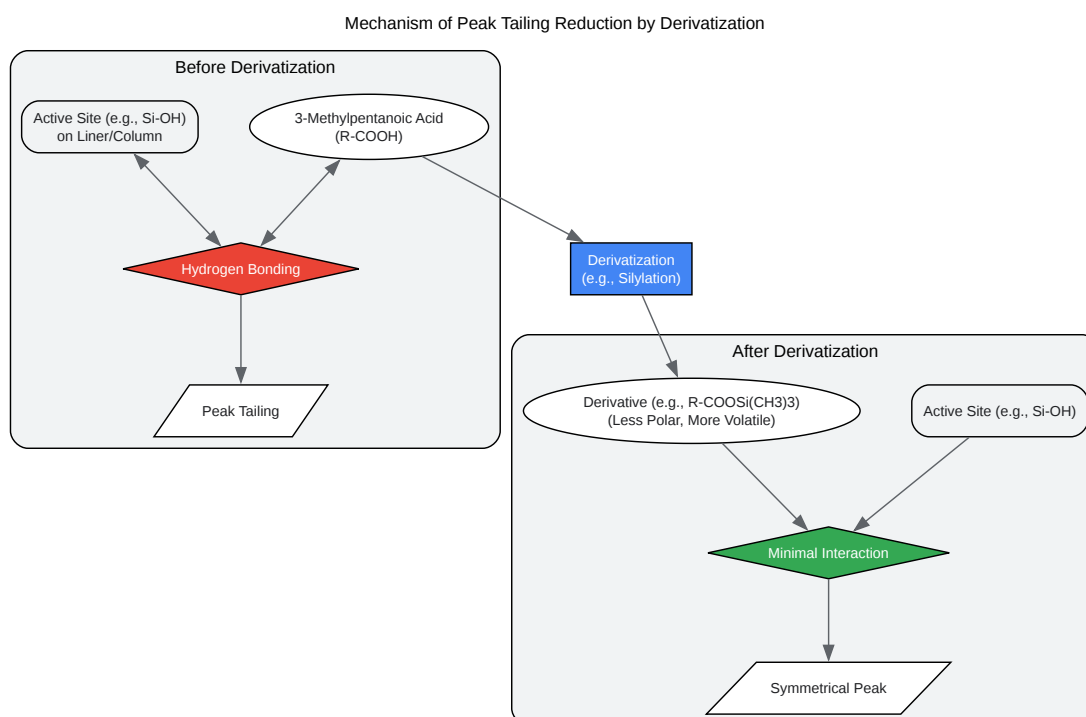 Mechanism of Peak Tailing Reduction by Derivatization
Before Derivatization
Active Site (e.g., Si-OH)
on Liner/Column
3-Methylpentanoic Acid
(R-COOH)
Hydrogen Bonding
Peak Tailing
Derivatization
(e.g., Silylation)
After Derivatization
Derivative (e.g., R-COOSi(CH3)3)
(Less Polar, More Volatile)
Active Site (e.g., Si-OH)
Minimal Interaction
Symmetrical Peak